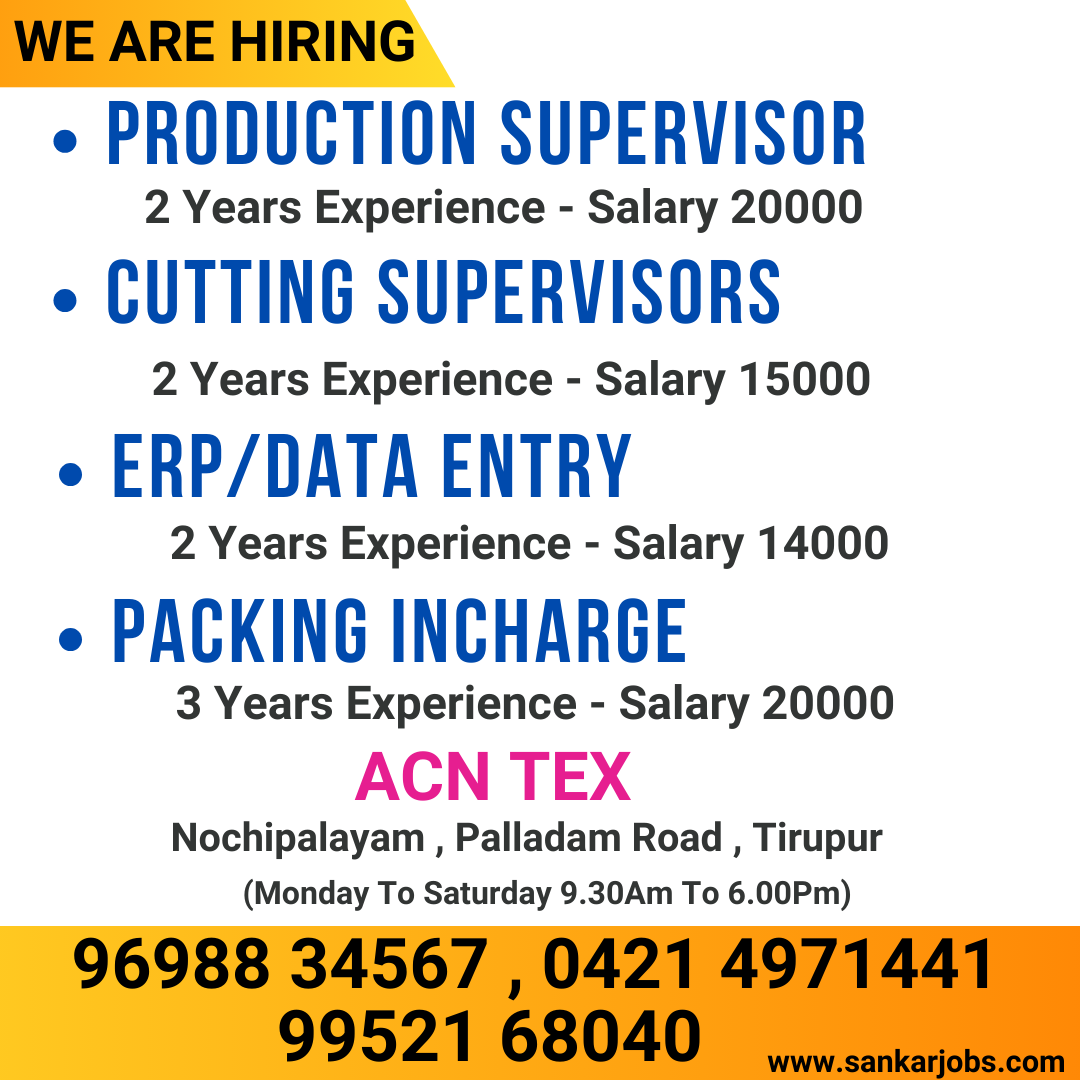 WE ARE HIRING
• PRODUCTION SUPERVISOR
2 Years Experience - Salary 20000
• CUTTING SUPERVISORS
2 Years Experience - Salary 15000
• ERP/DATA ENTRY
2 Years Experience - Salary 14000
• PACKING INCHARGE
3 Years Experience - Salary 20000
ACN TEX
Nochipalayam , Palladam Road , Tirupur
(Monday To Saturday 9.30Am To 6.00Pm)
96988 34567 , 0421 4971441
99521 68040
www.sankarjobs.com